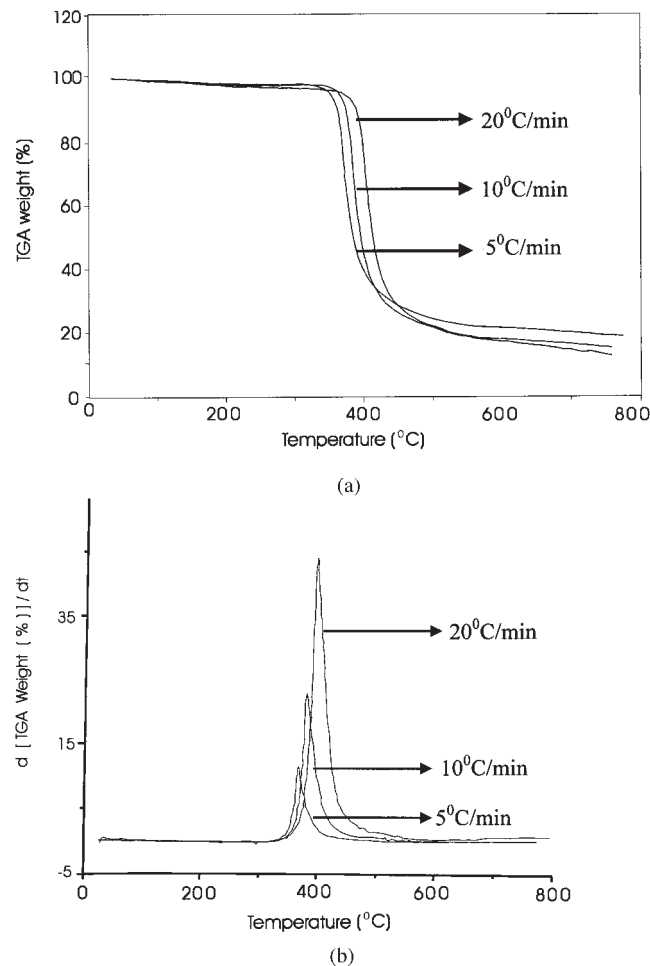 120
100
80
60
40
20
0
TGA weight (%)
20⁰C/min
10⁰C/min
5⁰C/min
0
200
400
600
800
Temperature (°C)
(a)
35
15
-5
d [ TGA Weight ( % ) ] / dt
20⁰C/min
10⁰C/min
5⁰C/min
0
200
400
600
800
Temperature (°C)
(b)